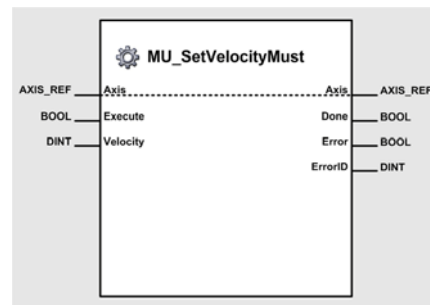 MU_SetVelocityMust
AXIS_REF Axis Axis AXIS_REF
BOOL Execute Done BOOL
DINT Velocity Error BOOL
ErrorID DINT